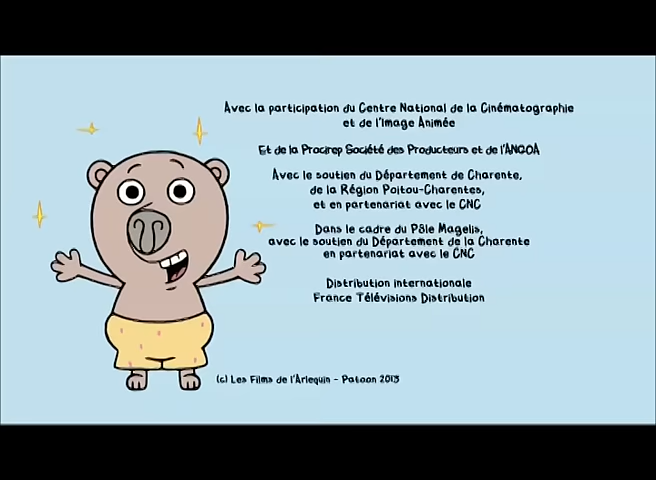 Avec la participation du Centre National de la Cinématographie
et de l'Image Animée
Et de la Procirep Société des Producteurs et de l'ANGOA
Avec le soutien du Département de Charente,
de la Région Poitou-Charentes,
et en partenariat avec le CNC
Dans le cadre du Pôle Magelis,
avec le soutien du Département de la Charente
en partenariat avec le CNC
Distribution internationale
France Télévisions Distribution
(c) Les Films de l'Arlequin - Patoon 2013